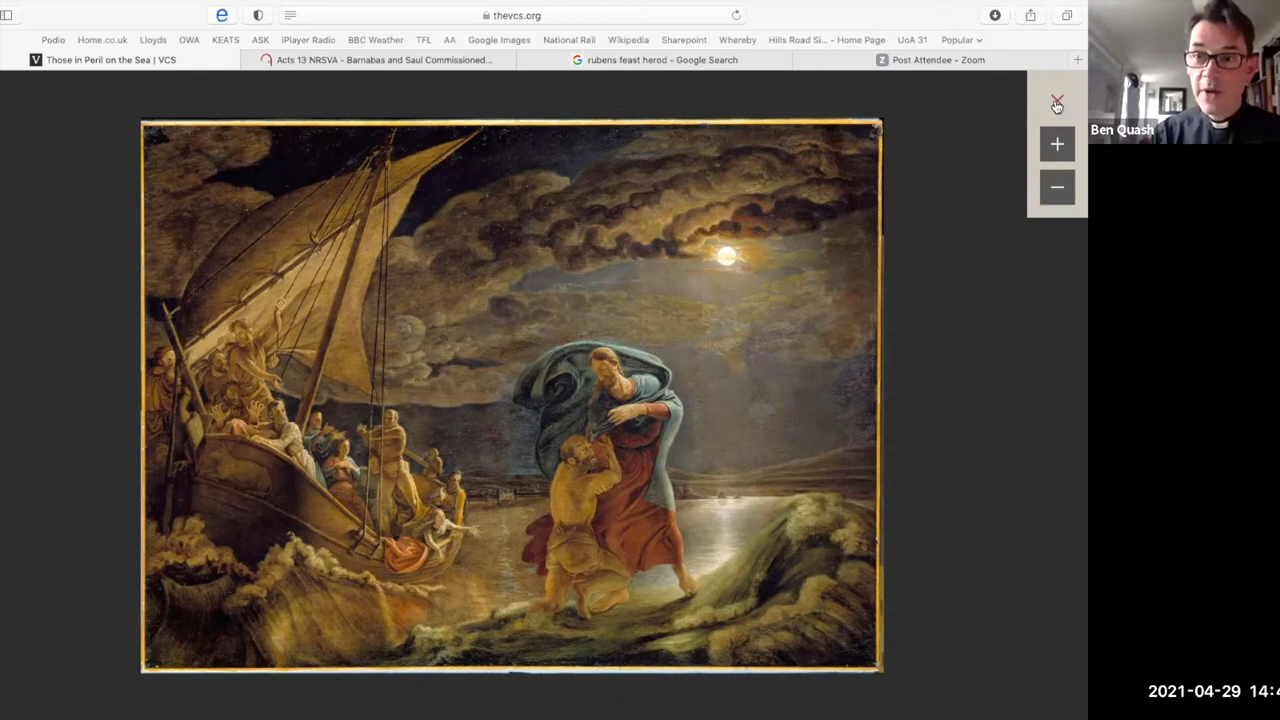 thevcs.org
Podio Home.co.uk Lloyds OWA KEATS ASK iPlayer Radio BBC Weather TFL AA Google Images National Rail Wikipedia Sharepoint Whereby Hills Road Si... - Home Page UoA 31 Popular
V Those in Peril on the Sea | VCS
Acts 13 NRSVA - Barnabas and Saul Commissioned...
G rubens feast herod - Google Search
Z Post Attendee - Zoom
Ben Quash
2021-04-29 14:4